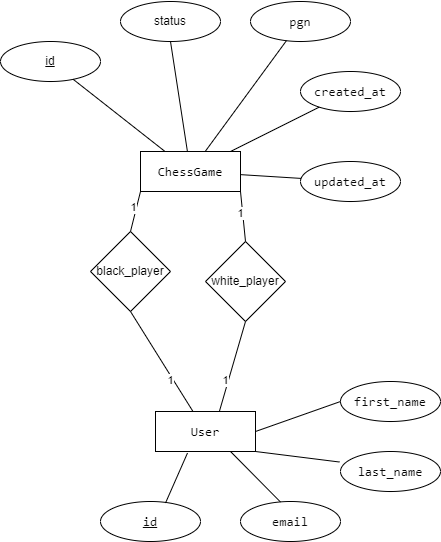 status
pgn
id
created_at
ChessGame
updated_at
1
1
black_player
white_player
1
1
first_name
User
last_name
id
email